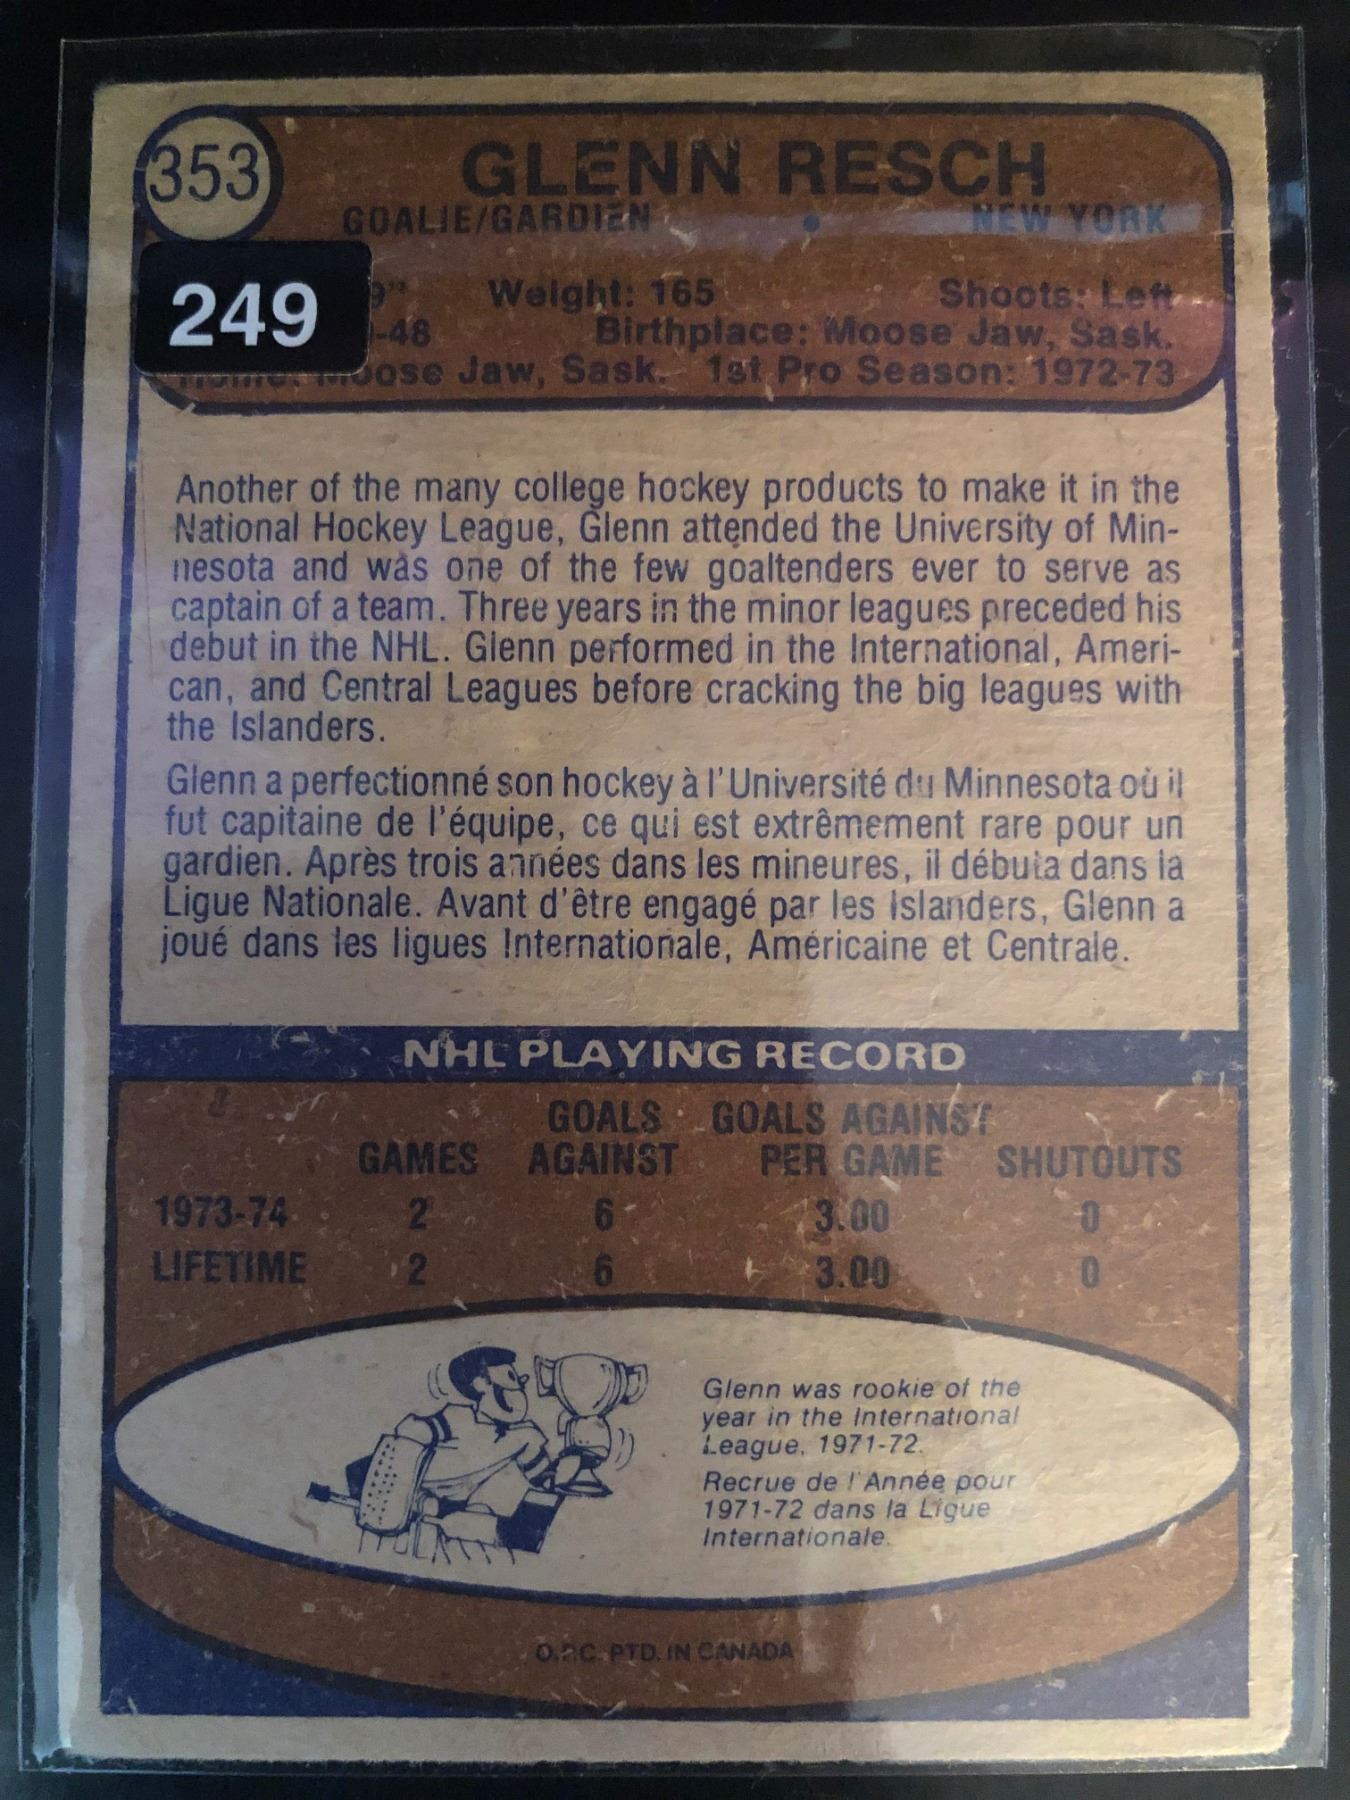 353
GLENN RESCH
GOALIE/GARDIEN • NEW YORK
249
9" Weight: 165 Shoots: Left
-48 Birthplace: Moose Jaw, Sask.
Home: Moose Jaw, Sask. 1st Pro Season: 1972-73
Another of the many college hockey products to make it in the
National Hockey League, Glenn attended the University of Min-
nesota and was one of the few goaltenders ever to serve as
captain of a team. Three years in the minor leagues preceded his
debut in the NHL. Glenn performed in the International, Ameri-
can, and Central Leagues before cracking the big leagues with
the Islanders.
Glenn a perfectionné son hockey à l'Université du Minnesota où il
fut capitaine de l'équipe, ce qui est extrêmement rare pour un
gardien. Après trois années dans les mineures, il débuta dans la
Ligue Nationale. Avant d'être engagé par les Islanders, Glenn a
joué dans les ligues Internationale, Américaine et Centrale.
NHL PLAYING RECORD
GOALS GOALS AGAINST
GAMES AGAINST PER GAME SHUTOUTS
1973-74 2 6 3.00 0
LIFETIME 2 6 3.00 0
Glenn was rookie of the
year in the International
League, 1971-72.
Recrue de l'Année pour
1971-72 dans la Ligue
Internationale.
O.P.C. PTD. IN CANADA